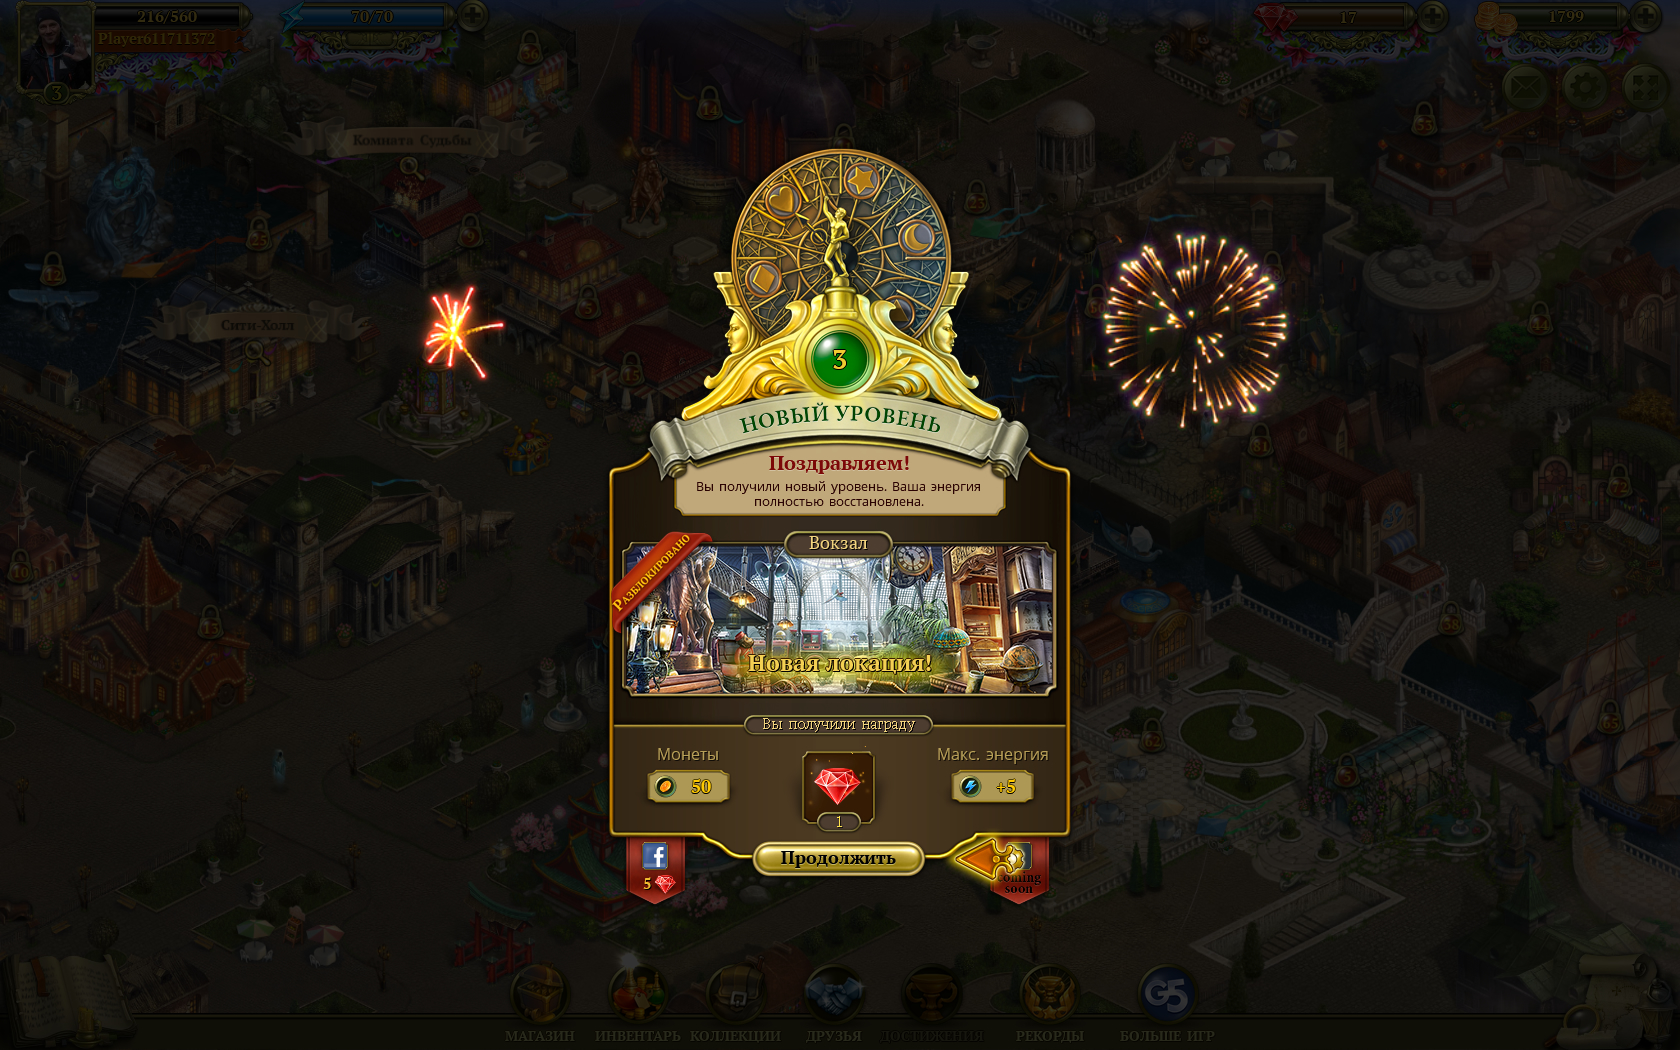 216/560
70/70
17
1799
Player611711372
3
Комната Судьбы
Сити-Холл
3
НОВЫЙ УРОВЕНЬ
Поздравляем!
Вы получили новый уровень. Ваша энергия
полностью восстановлена.
Вокзал
Разблокировано
Новая локация!
Вы получили награду
Монеты
Макс. энергия
50
+5
1
Продолжить
5
coming
soon
МАГАЗИН
ИНВЕНТАРЬ
КОЛЛЕКЦИИ
ДРУЗЬЯ
ДОСТИЖЕНИЯ
РЕКОРДЫ
G5
БОЛЬШЕ ИГР